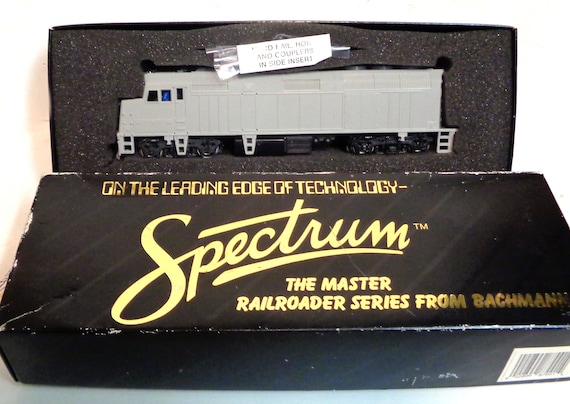 AND COUPLERS
IN SIDE INSERT
ON THE LEADING EDGE OF TECHNOLOGY—
Spectrum™
THE MASTER
RAILROADER SERIES FROM BACHMANN